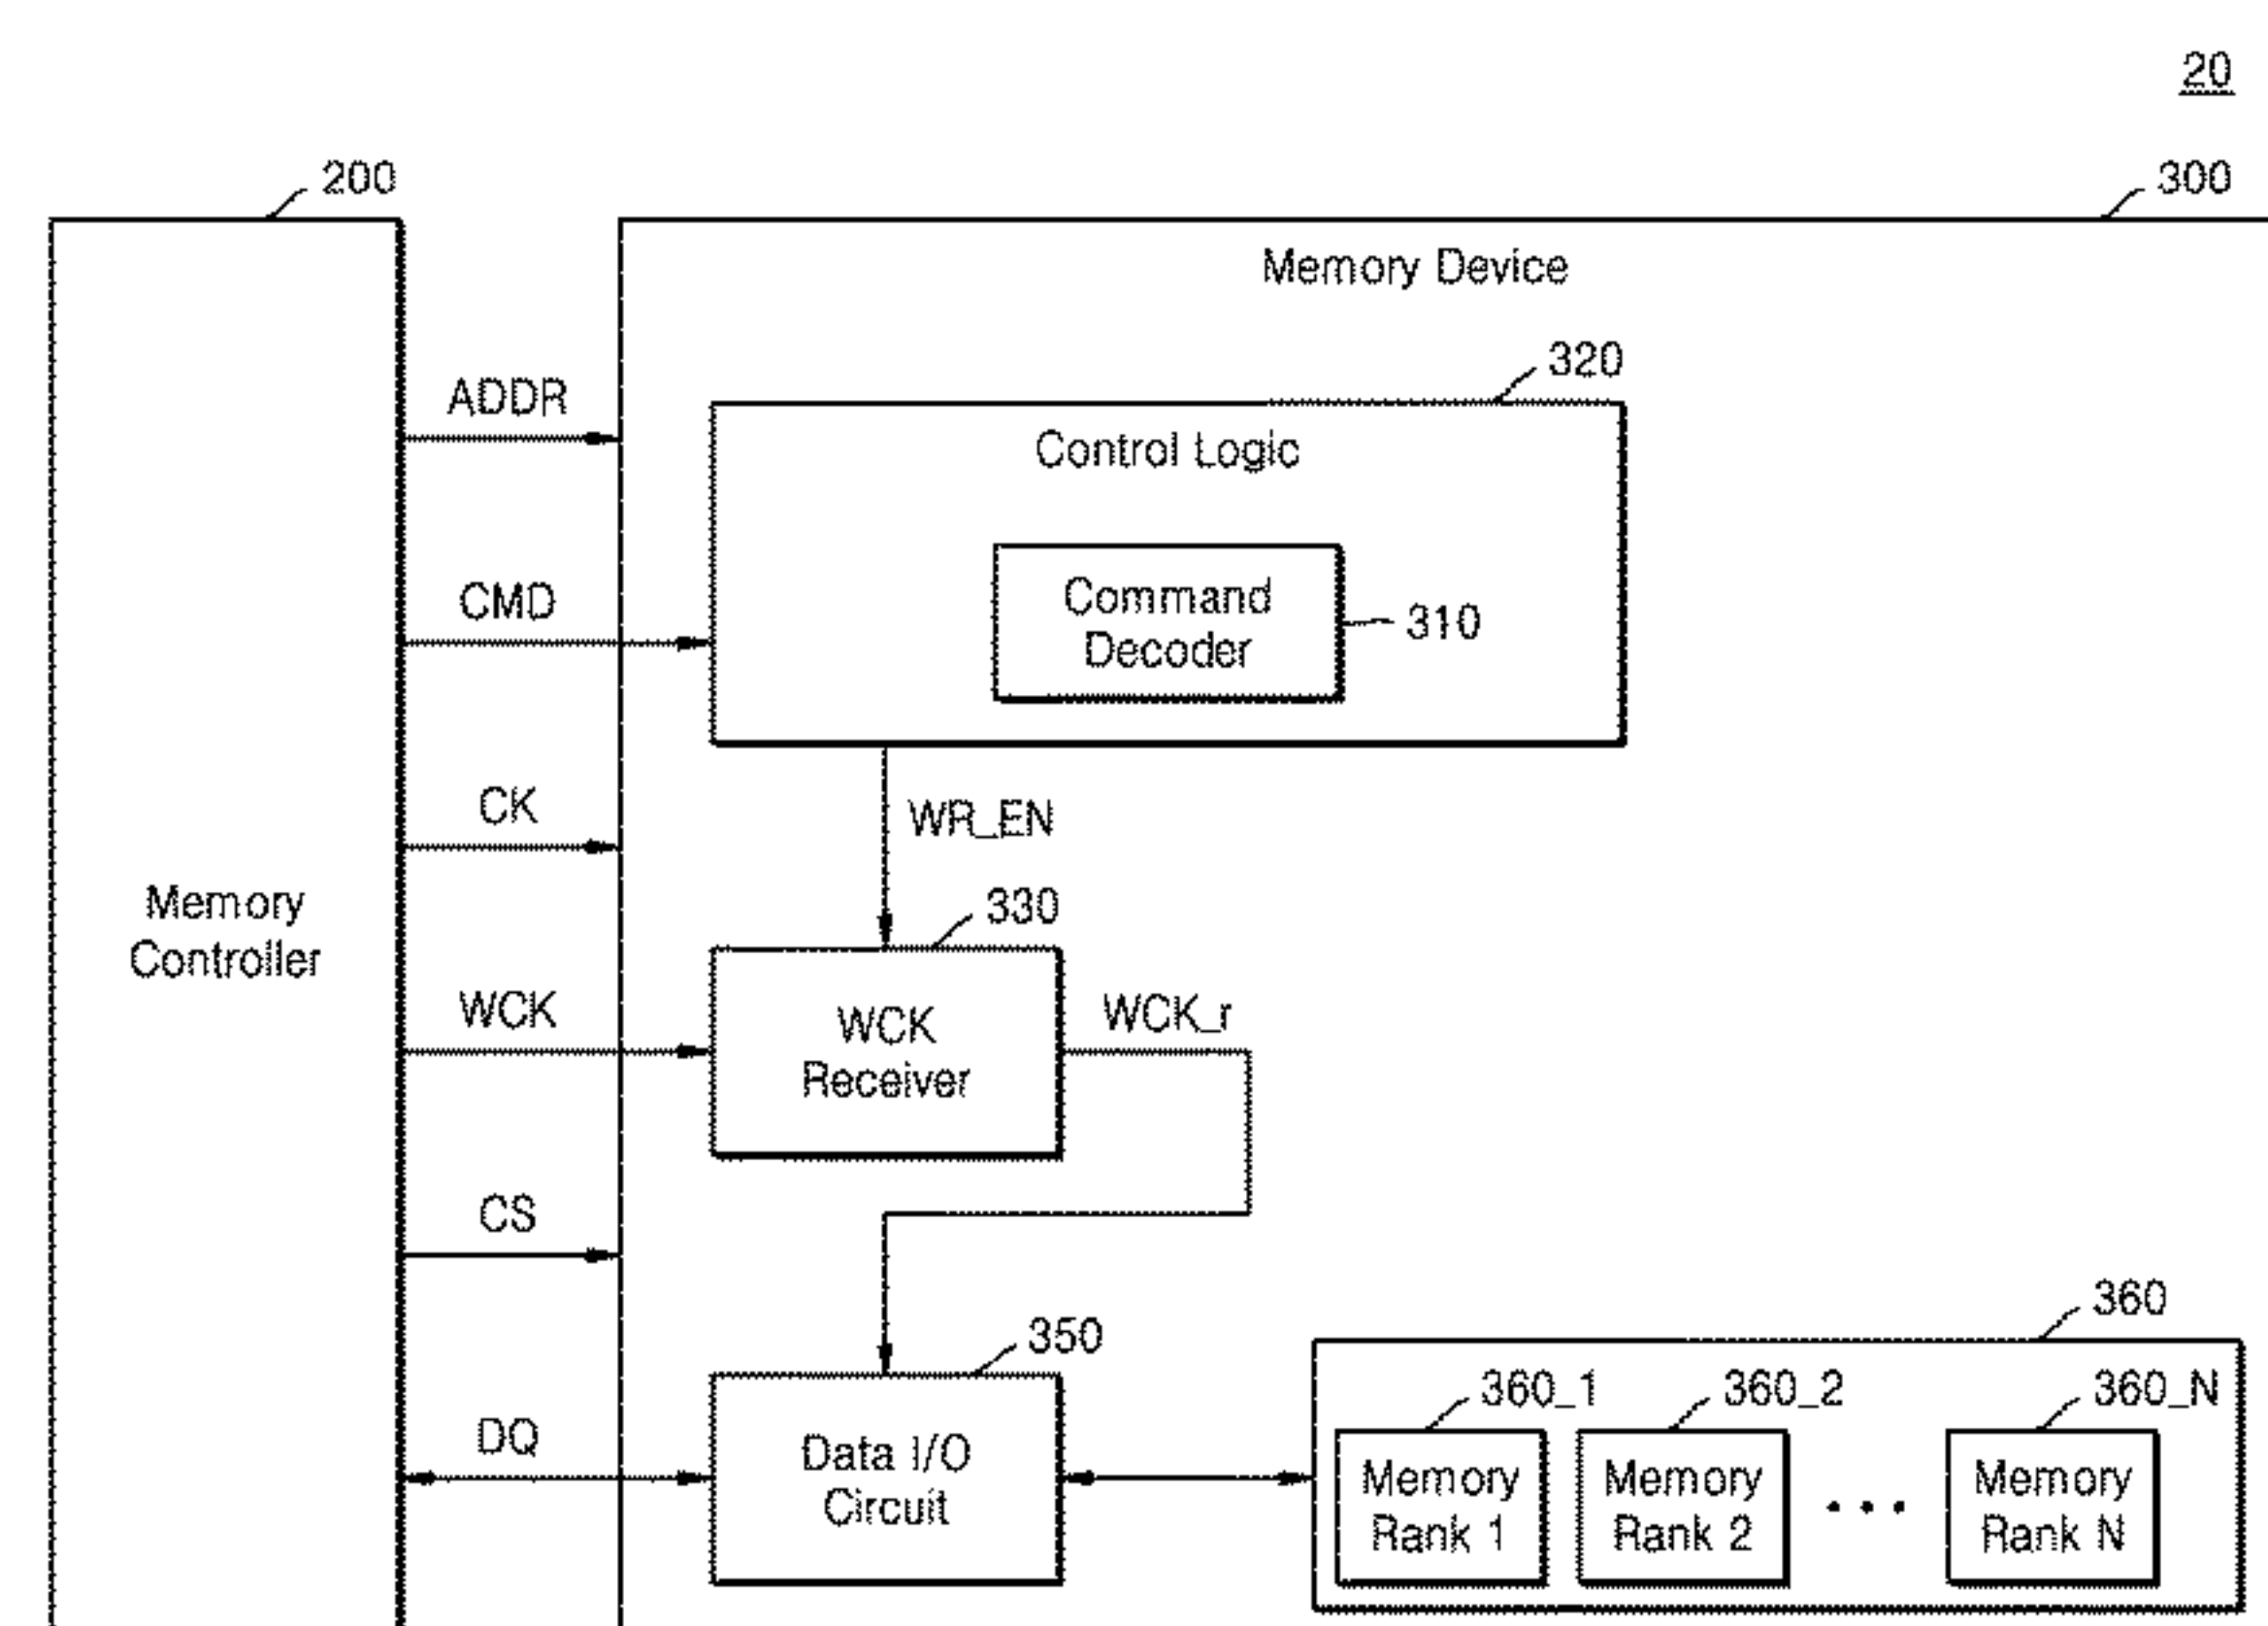 20
200
300
Memory Device
320
ADDR
Control Logic
CMD
Command
Decoder
310
CK
WR_EN
Memory
Controller
330
WCK
WCK
Receiver
WCK_r
CS
360
350
360_1
360_2
360_N
DQ
Data I/O
Circuit
Memory
Rank 1
Memory
Rank 2
• • •
Memory
Rank N